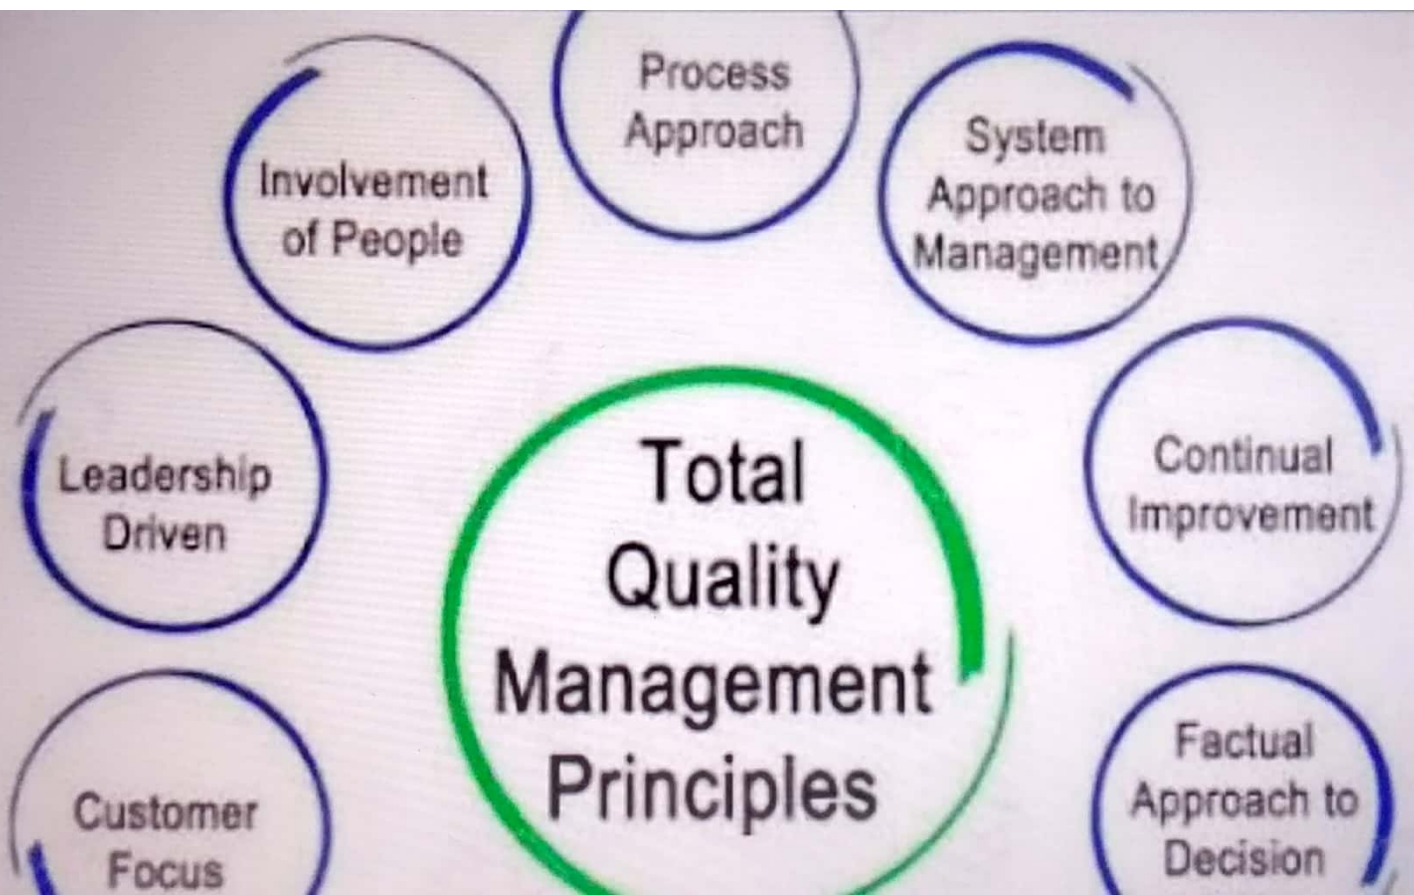 Process
Approach
System
Approach to
Management
Involvement
of People
Continual
Improvement
Leadership
Driven
Total
Quality
Management
Principles
Factual
Approach to
Decision
Customer
Focus